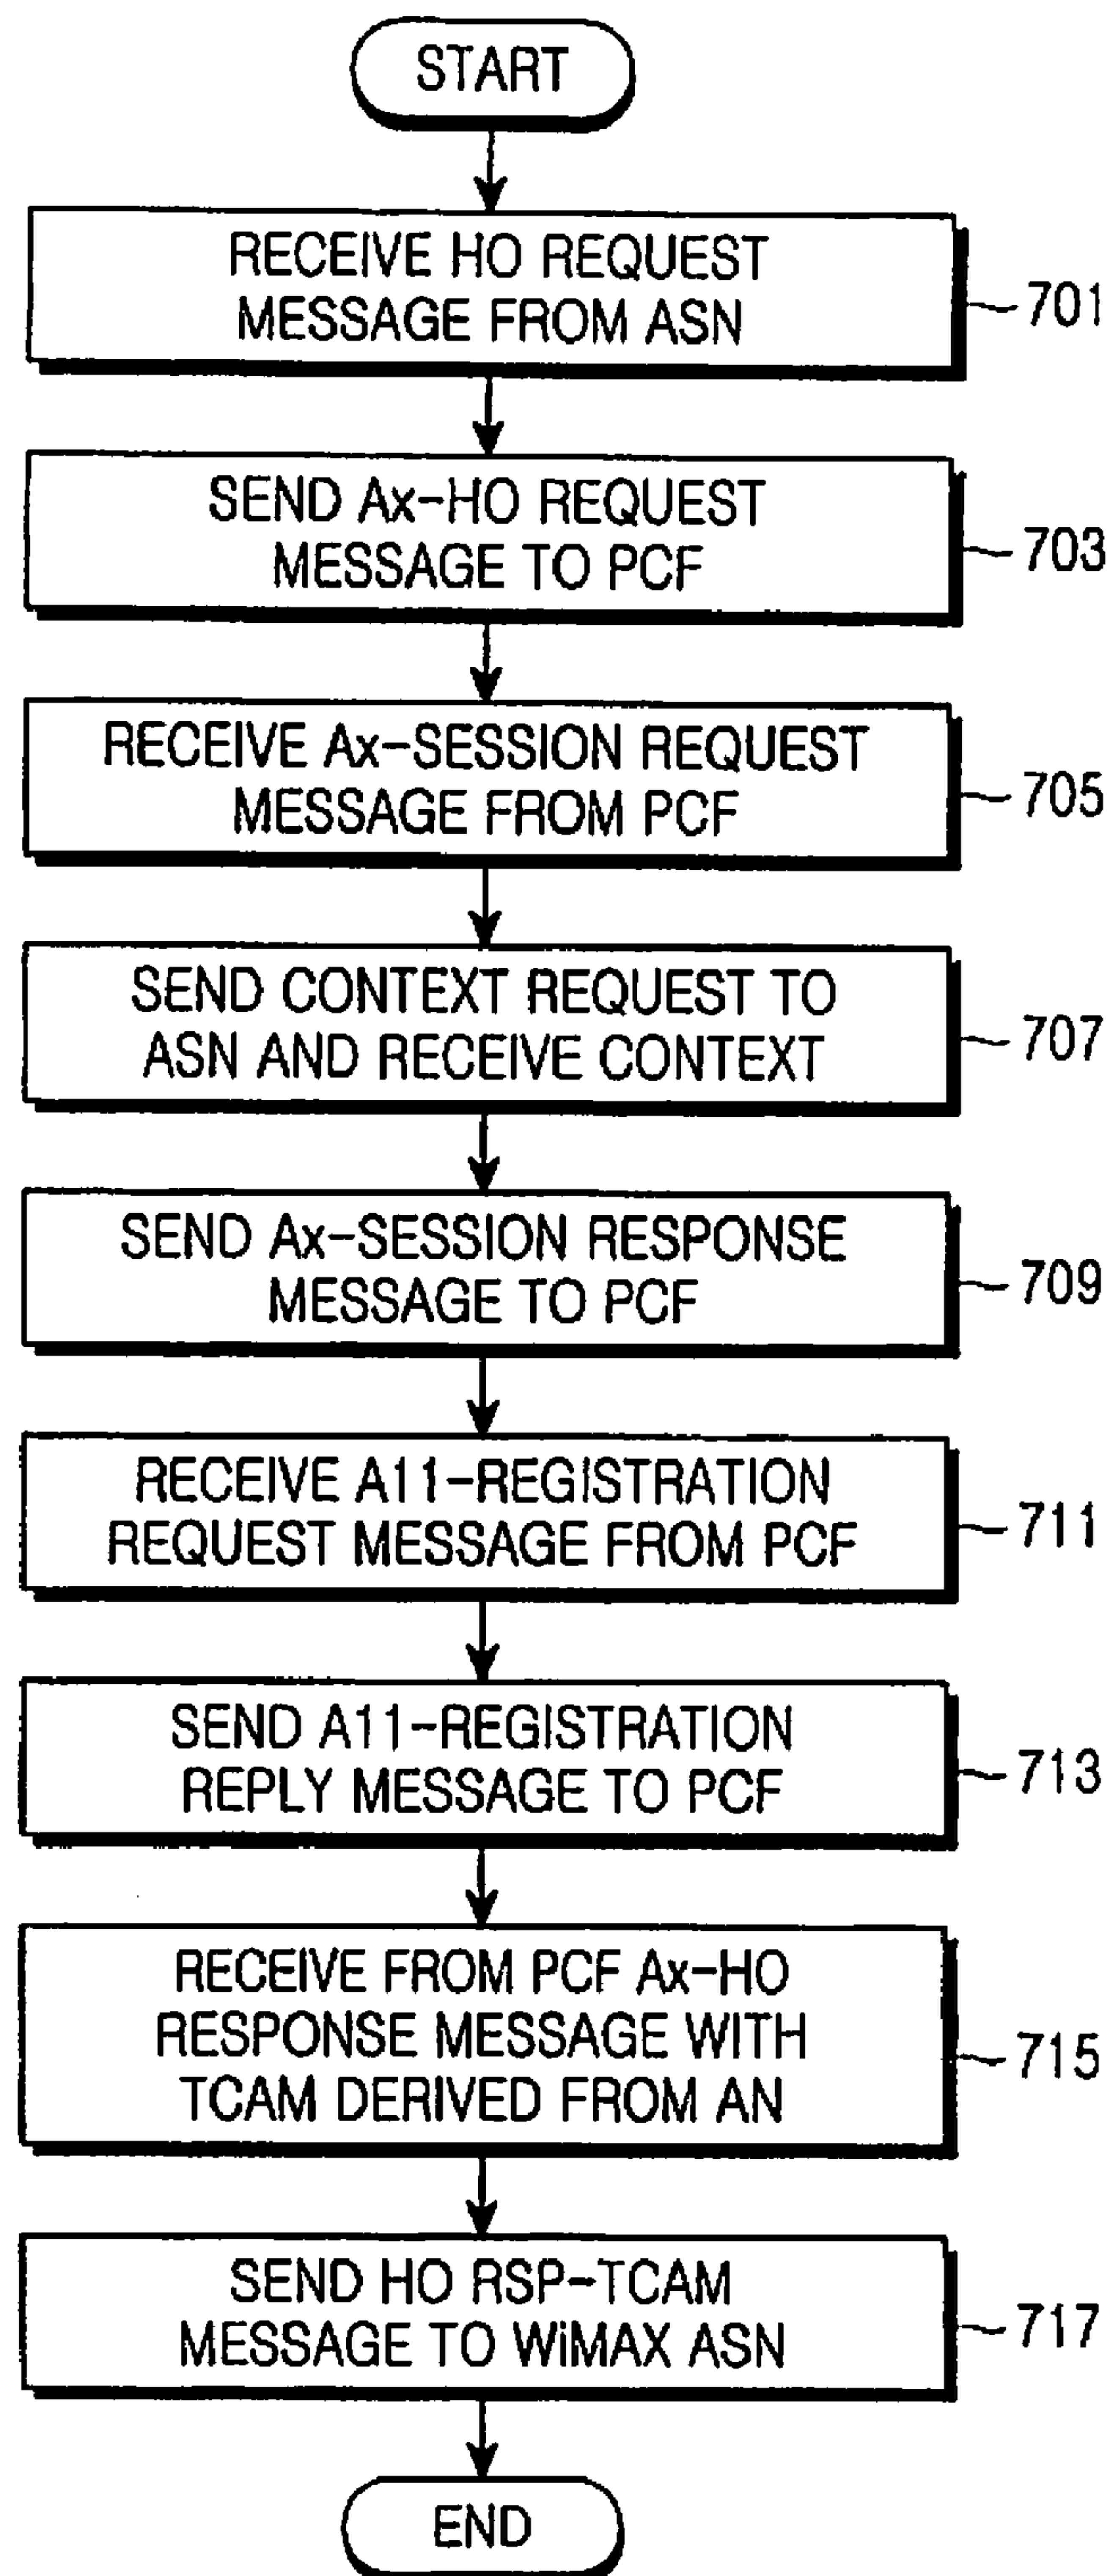 START
RECEIVE HO REQUEST
MESSAGE FROM ASN
701
SEND Ax-HO REQUEST
MESSAGE TO PCF
703
RECEIVE Ax-SESSION REQUEST
MESSAGE FROM PCF
705
SEND CONTEXT REQUEST TO
ASN AND RECEIVE CONTEXT
707
SEND Ax-SESSION RESPONSE
MESSAGE TO PCF
709
RECEIVE A11-REGISTRATION
REQUEST MESSAGE FROM PCF
711
SEND A11-REGISTRATION
REPLY MESSAGE TO PCF
713
RECEIVE FROM PCF Ax-HO
RESPONSE MESSAGE WITH
TCAM DERIVED FROM AN
715
SEND HO RSP-TCAM
MESSAGE TO WiMAX ASN
717
END